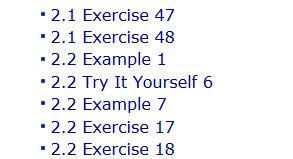 ▪ 2.1 Exercise 47
▪ 2.1 Exercise 48
▪ 2.2 Example 1
▪ 2.2 Try It Yourself 6
▪ 2.2 Example 7
▪ 2.2 Exercise 17
▪ 2.2 Exercise 18